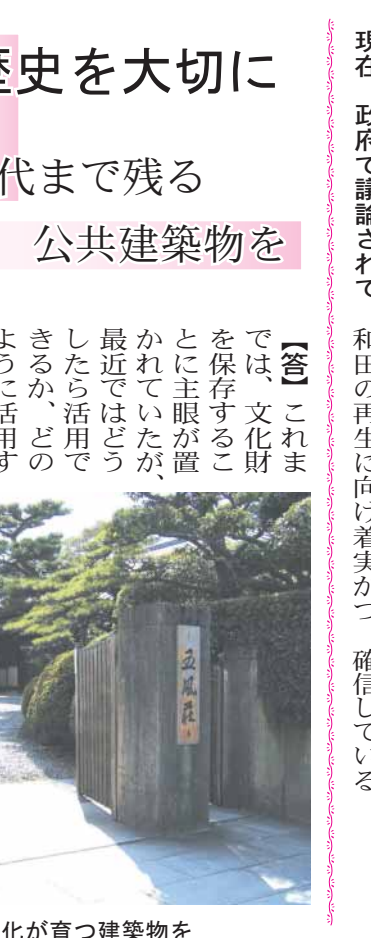 現在、政府で議論されて
和田の再生に向け着実かつ、確信している
歴史を大切に
代まで残る
公共建築物を
【答】これま
では、文化財
を保存するこ
とに主眼が置
かれていたが、
最近ではどう
したら活用で
きるか、どの
ように活用す
五風荘
化が育つ建築物を